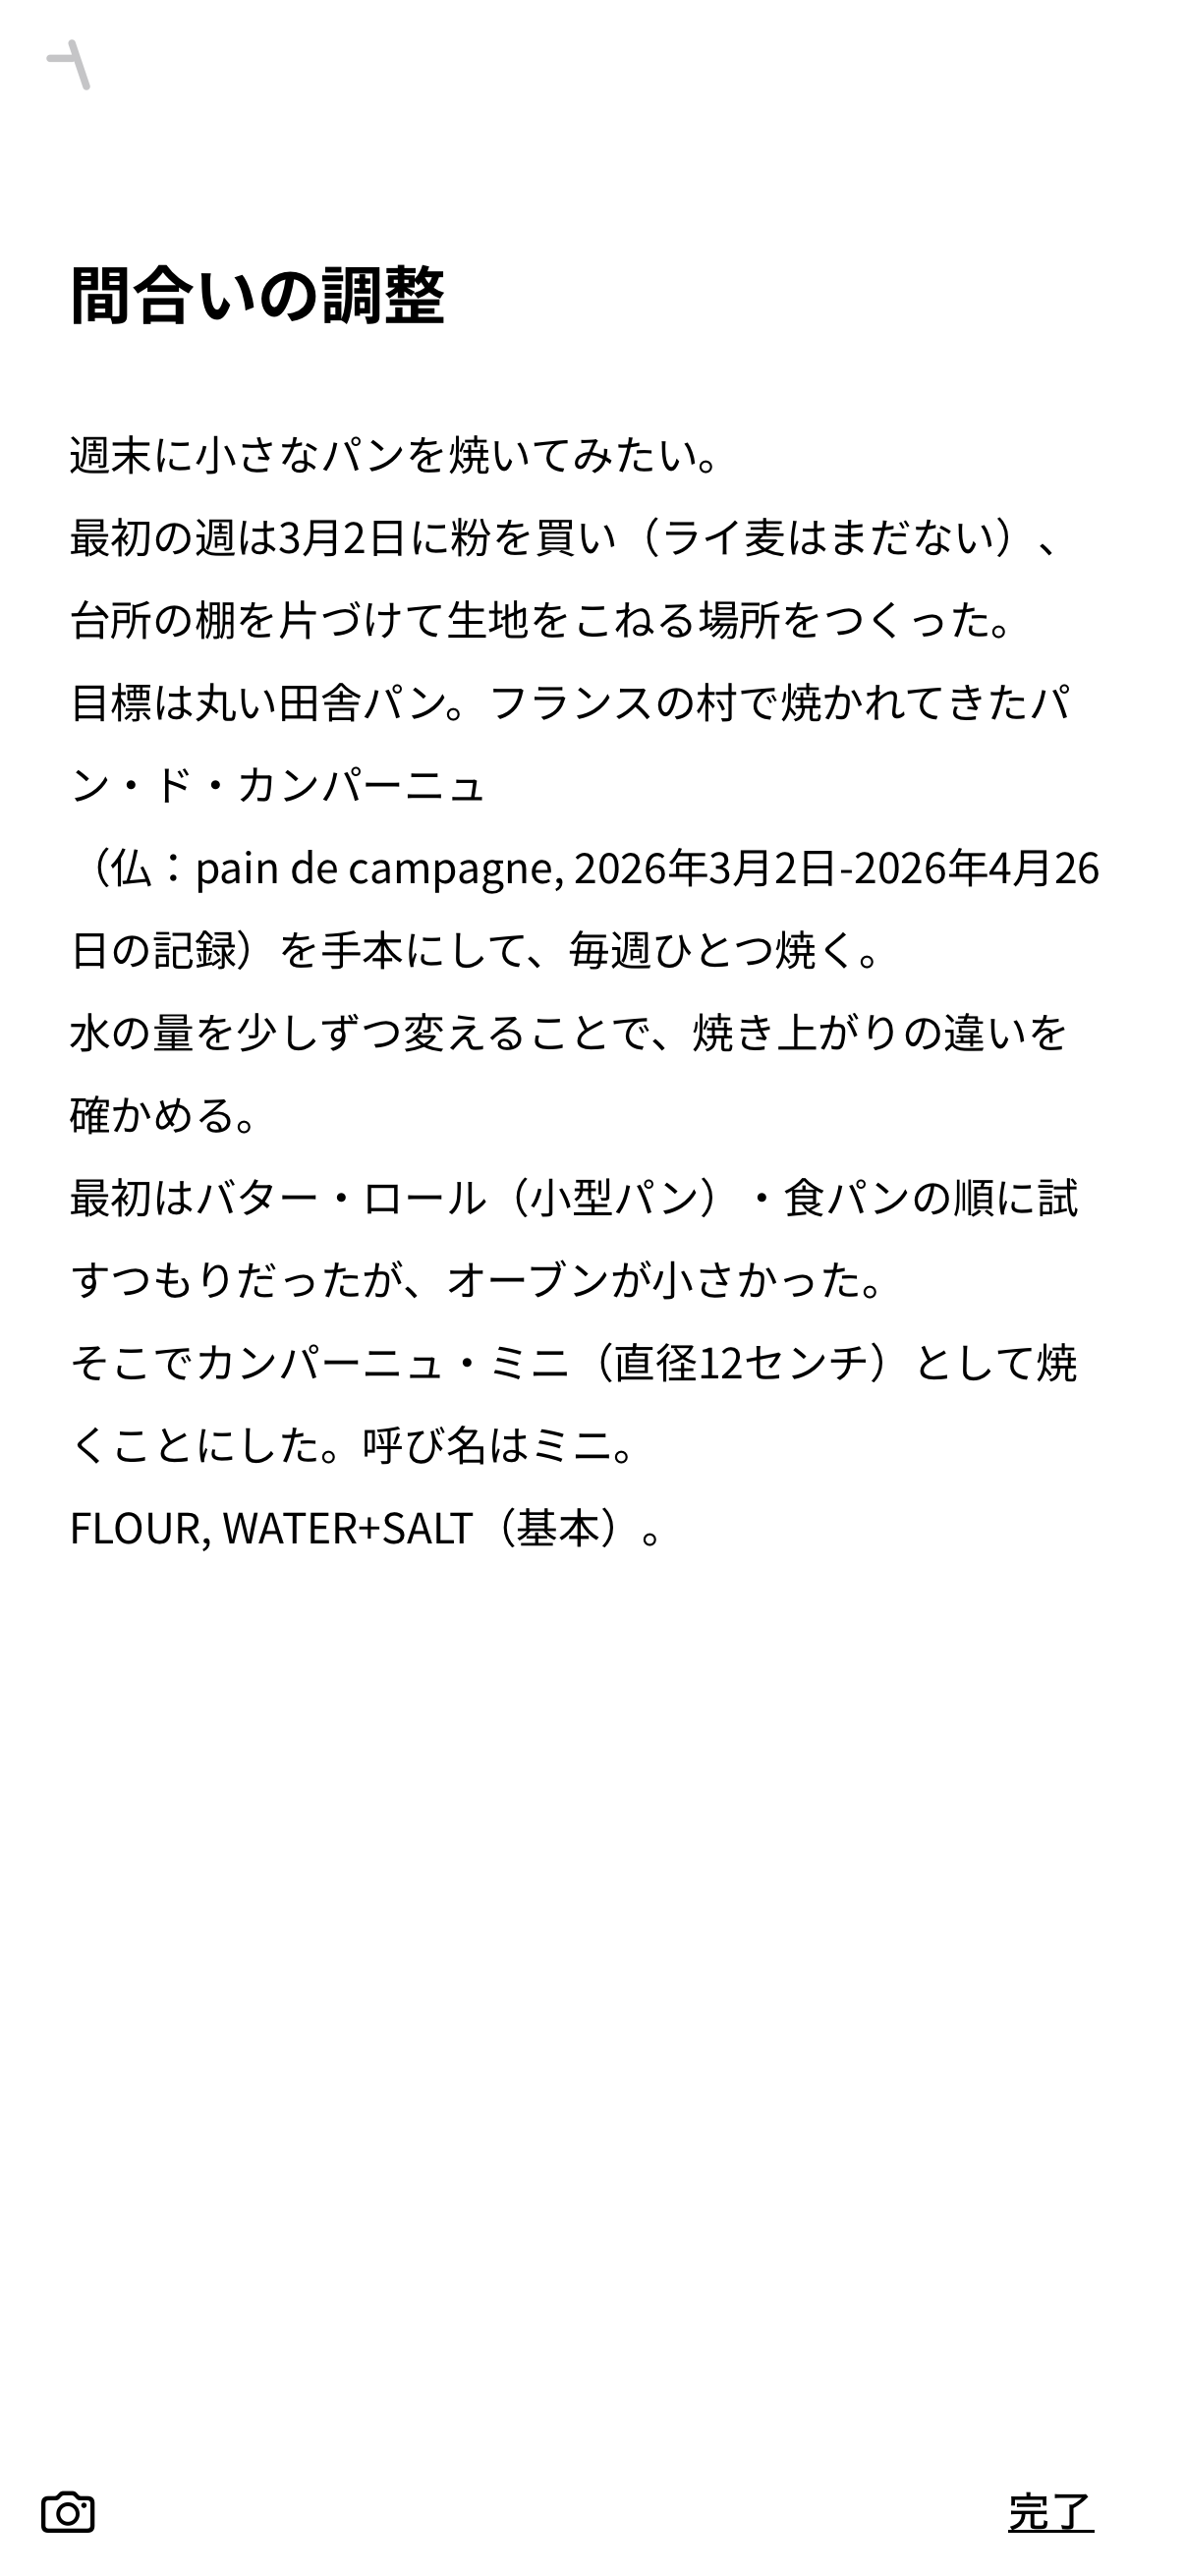 間合いの調整
週末に小さなパンを焼いてみたい。
最初の週は3月2日に粉を買い（ライ麦はまだない）、
台所の棚を片づけて生地をこねる場所をつくった。
目標は丸い田舎パン。フランスの村で焼かれてきたパ
ン・ド・カンパーニュ
（仏：pain de campagne, 2026年3月2日-2026年4月26
日の記録）を手本にして、毎週ひとつ焼く。
水の量を少しずつ変えることで、焼き上がりの違いを
確かめる。
最初はバター・ロール（小型パン）・食パンの順に試
すつもりだったが、オーブンが小さかった。
そこでカンパーニュ・ミニ（直径12センチ）として焼
くことにした。呼び名はミニ。
FLOUR, WATER+SALT（基本）。
完了